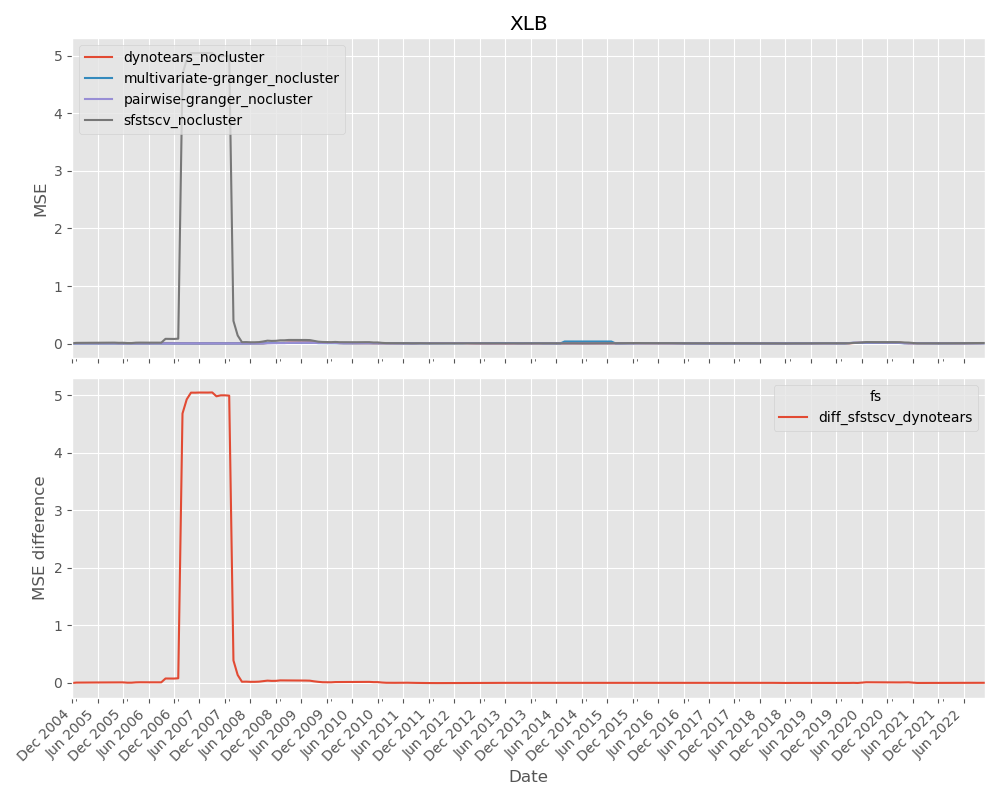 XLB
dynotears_nocluster
multivariate-granger_nocluster
pairwise-granger_nocluster
sfstscv_nocluster
5
4
3
2
1
0
MSE
fs
diff_sfstscv_dynotears
5
4
3
2
1
0
MSE difference
Dec 2004
Jun 2005
Dec 2005
Jun 2006
Dec 2006
Jun 2007
Dec 2007
Jun 2008
Dec 2008
Jun 2009
Dec 2009
Jun 2010
Dec 2010
Jun 2011
Dec 2011
Jun 2012
Dec 2012
Jun 2013
Dec 2013
Jun 2014
Dec 2014
Jun 2015
Dec 2015
Jun 2016
Dec 2016
Jun 2017
Dec 2017
Jun 2018
Dec 2018
Jun 2019
Dec 2019
Jun 2020
Dec 2020
Jun 2021
Dec 2021
Jun 2022
Date